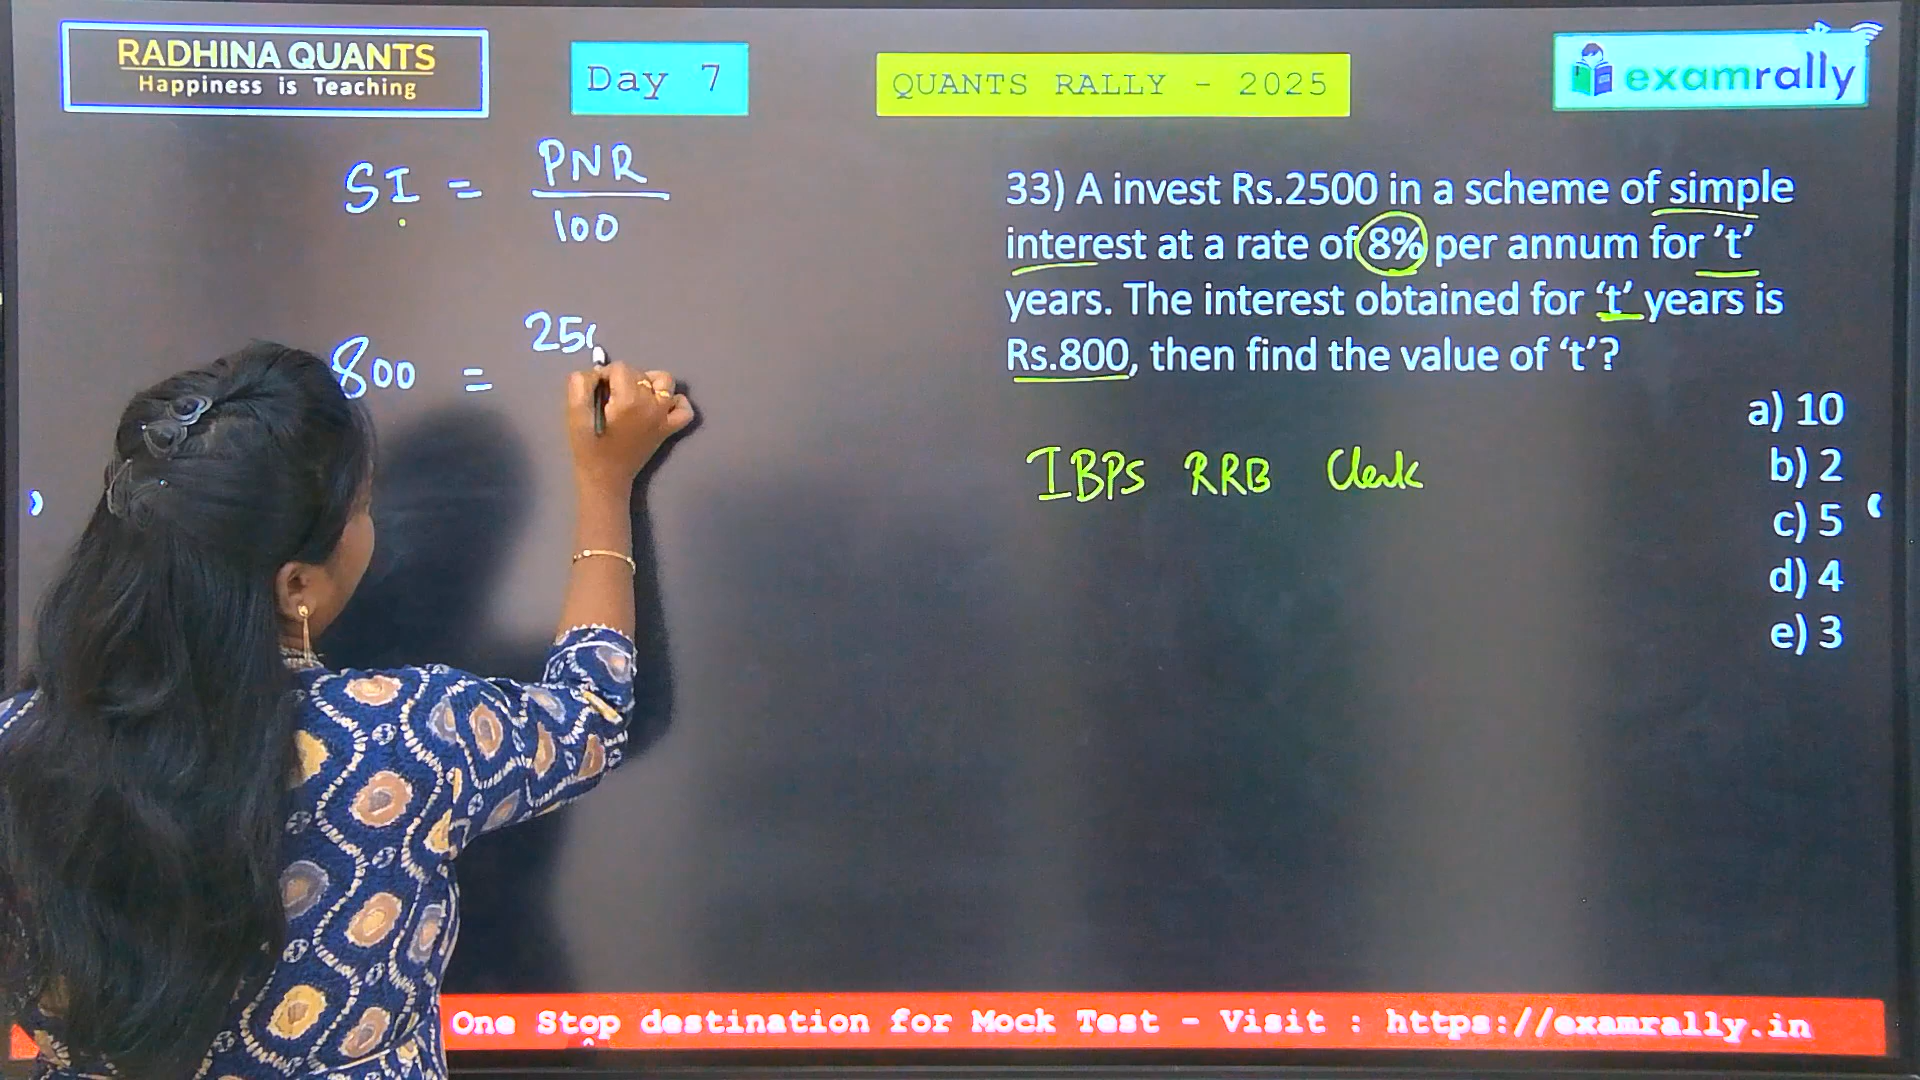 RADHINA QUANTS
Happiness is Teaching
Day 7
QUANTS RALLY - 2025
examrally
SI = PNR
100
800 = 250
33) A invest Rs.2500 in a scheme of simple
interest at a rate of 8% per annum for 't'
years. The interest obtained for 't' years is
Rs.800, then find the value of 't'?
a) 10
b) 2
c) 5
d) 4
e) 3
IBPS RRB Clerk
One Stop destination for Mock Test - Visit : https://examrally.in